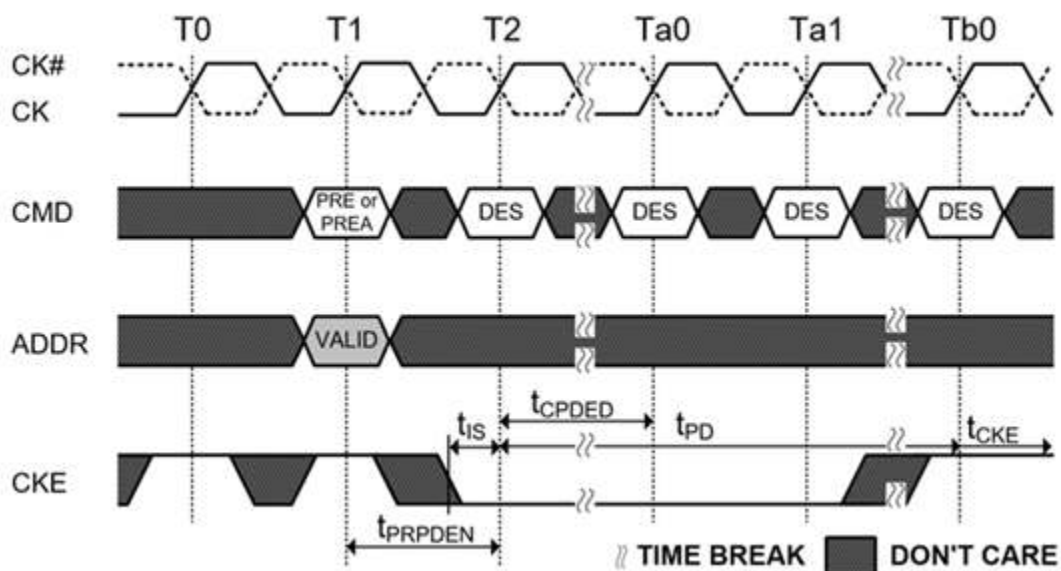 T0 T1 T2 Ta0 Ta1 Tb0
CK#
CK
CMD
PRE or
PREA
DES DES DES DES
ADDR
VALID
tCPDED
tIS tPD tCKE
CKE
tPRPDEN
TIME BREAK DON'T CARE